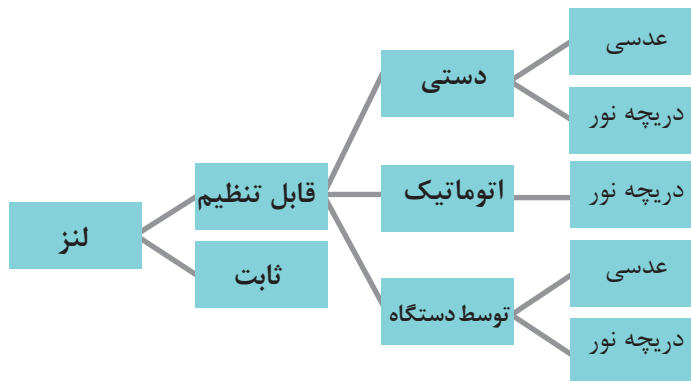 لنز
قابل تنظیم
ثابت
دستی
اتوماتیک
توسط دستگاه
عدسی
دریچه نور
دریچه نور
عدسی
دریچه نور